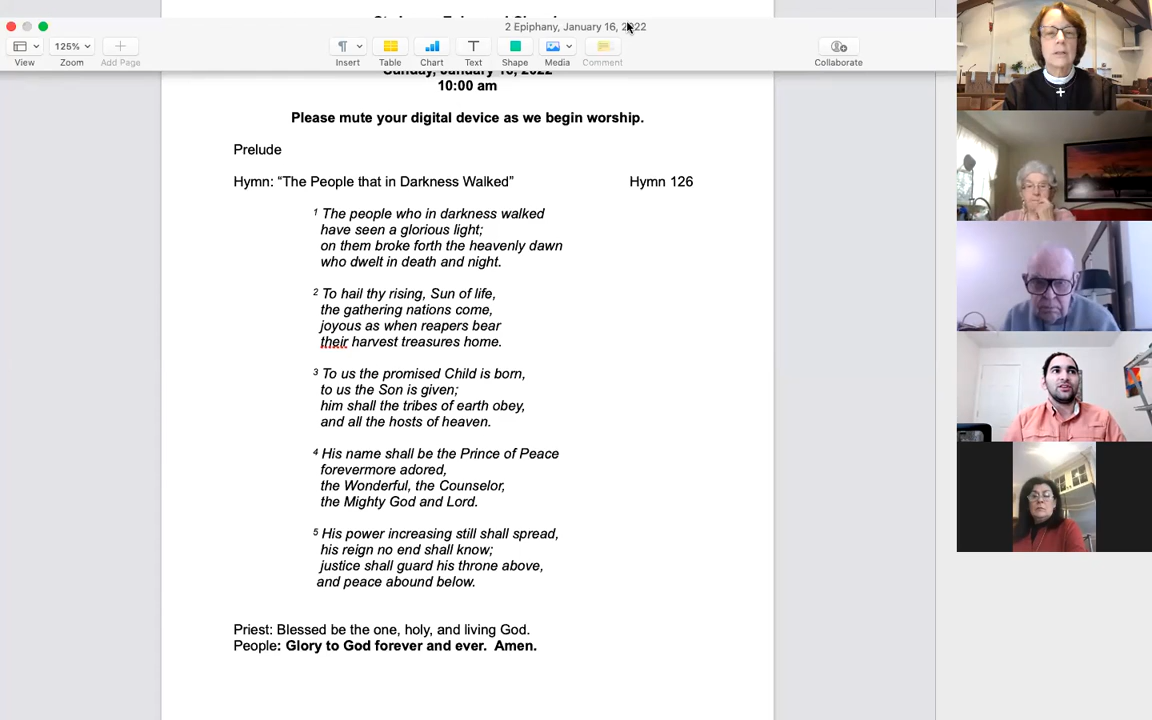 2 Epiphany, January 16, 2022
View
125%
Zoom
Add Page
Insert
Table
Chart
Text
Shape
Media
Comment
Collaborate
Sunday, January 16, 2022
10:00 am
Please mute your digital device as we begin worship.
Prelude
Hymn: “The People that in Darkness Walked” Hymn 126
1 The people who in darkness walked
have seen a glorious light;
on them broke forth the heavenly dawn
who dwelt in death and night.
2 To hail thy rising, Sun of life,
the gathering nations come,
joyous as when reapers bear
their harvest treasures home.
3 To us the promised Child is born,
to us the Son is given;
him shall the tribes of earth obey,
and all the hosts of heaven.
4 His name shall be the Prince of Peace
forevermore adored,
the Wonderful, the Counselor,
the Mighty God and Lord.
5 His power increasing still shall spread,
his reign no end shall know;
justice shall guard his throne above,
and peace abound below.
Priest: Blessed be the one, holy, and living God.
People: Glory to God forever and ever. Amen.